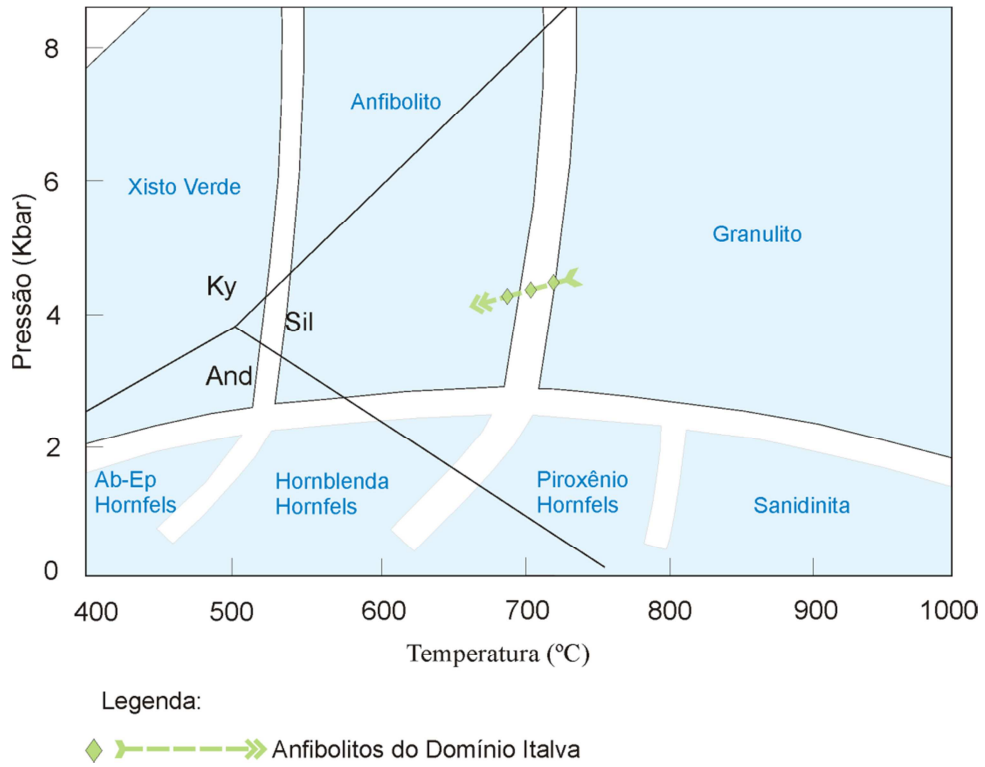 8
Anfibolito
Xisto Verde
6
Granulito
Ky
4
Sil
And
2
Ab-Ep
Hornfels
Hornblenda
Hornfels
Piroxênio
Hornfels
Sanidinita
0
Pressão (Kbar)
400 500 600 700 800 900 1000
Temperatura (ºC)
Legenda:
Anfibolitos do Domínio Italva